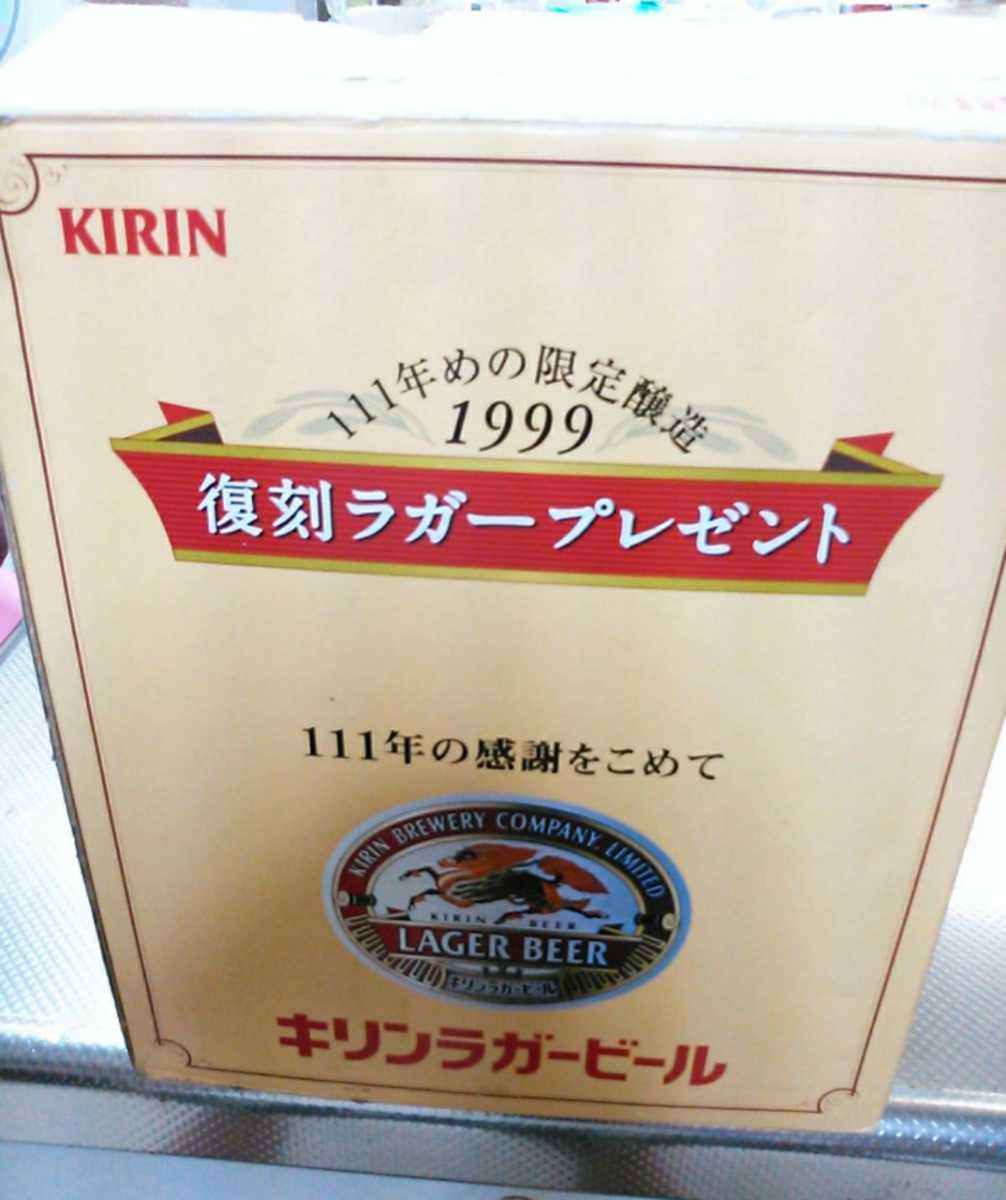 KIRIN
111年めの限定醸造
1999
復刻ラガープレゼント
111年の感謝をこめて
KIRIN BREWERY COMPANY, LIMITED
KIRIN BEER
LAGER BEER
キリンラガービール
キリンラガービール